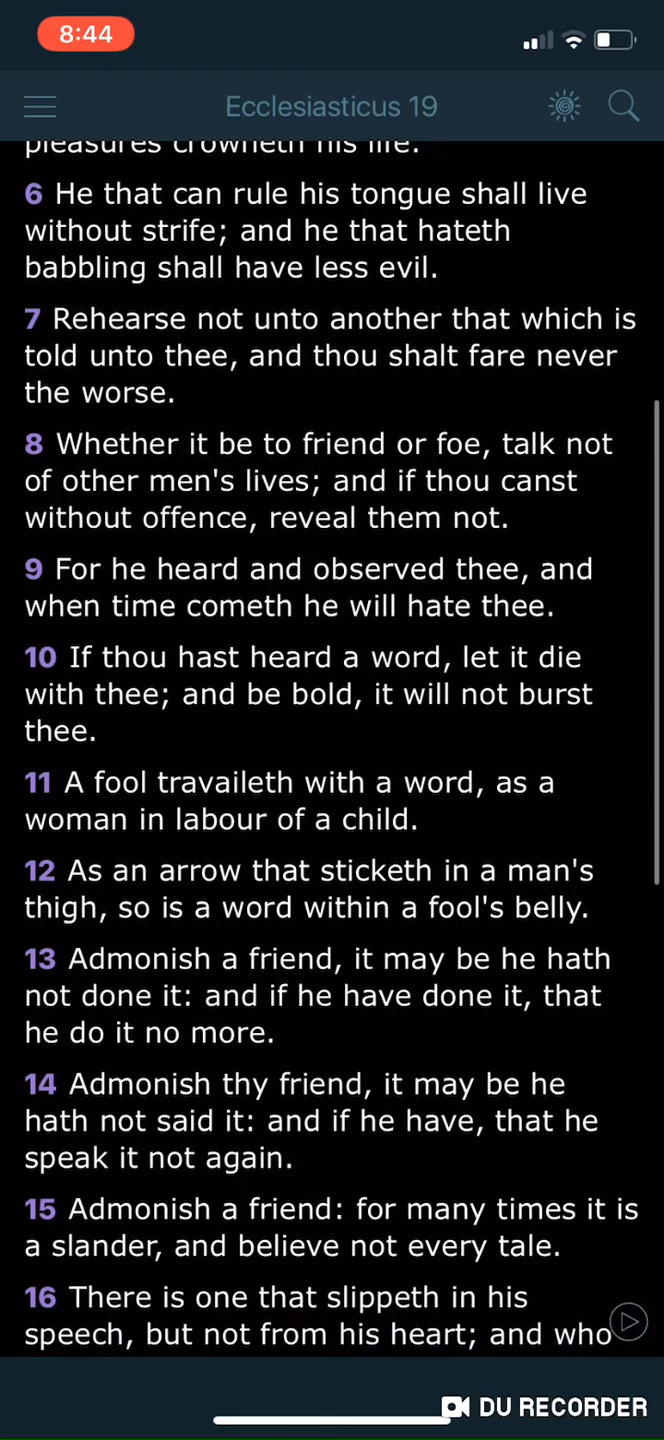 8:44
Ecclesiasticus 19
pleasures crowneth his life.
6 He that can rule his tongue shall live
without strife; and he that hateth
babbling shall have less evil.
7 Rehearse not unto another that which is
told unto thee, and thou shalt fare never
the worse.
8 Whether it be to friend or foe, talk not
of other men's lives; and if thou canst
without offence, reveal them not.
9 For he heard and observed thee, and
when time cometh he will hate thee.
10 If thou hast heard a word, let it die
with thee; and be bold, it will not burst
thee.
11 A fool travaileth with a word, as a
woman in labour of a child.
12 As an arrow that sticketh in a man's
thigh, so is a word within a fool's belly.
13 Admonish a friend, it may be he hath
not done it: and if he have done it, that
he do it no more.
14 Admonish thy friend, it may be he
hath not said it: and if he have, that he
speak it not again.
15 Admonish a friend: for many times it is
a slander, and believe not every tale.
16 There is one that slippeth in his
speech, but not from his heart; and who
DU RECORDER